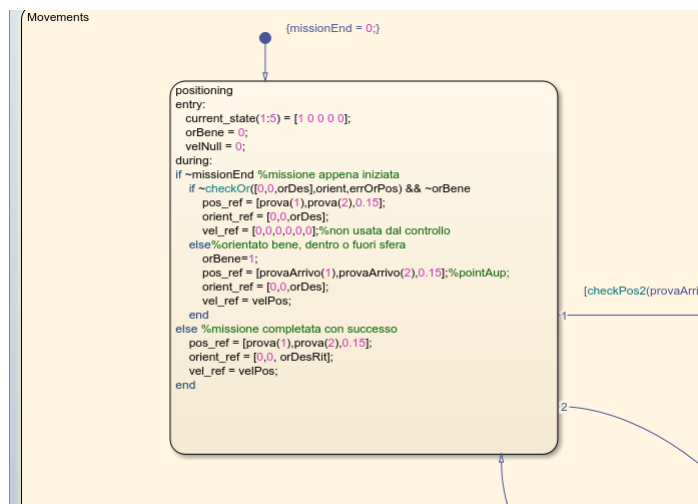 Movements
{missionEnd = 0;}
positioning
entry:
current_state(1:5) = [1 0 0 0 0];
orBene = 0;
velNull = 0;
during:
if ~missionEnd %missione appena iniziata
if ~checkOr([0,0,orDes],orient,errOrPos) && ~orBene
pos_ref = [prova(1),prova(2),0.15];
orient_ref = [0,0,orDes];
vel_ref = [0,0,0,0,0,0];%non usata dal controllo
else%orientato bene, dentro o fuori sfera
orBene=1;
pos_ref = [provaArrivo(1),provaArrivo(2),0.15];%pointAup;
orient_ref = [0,0,orDes];
vel_ref = velPos;
end
else %missione completata con successo
pos_ref = [prova(1),prova(2),0.15];
orient_ref = [0,0, orDesRit];
vel_ref = velPos;
end
[checkPos2(provaArri
1
2